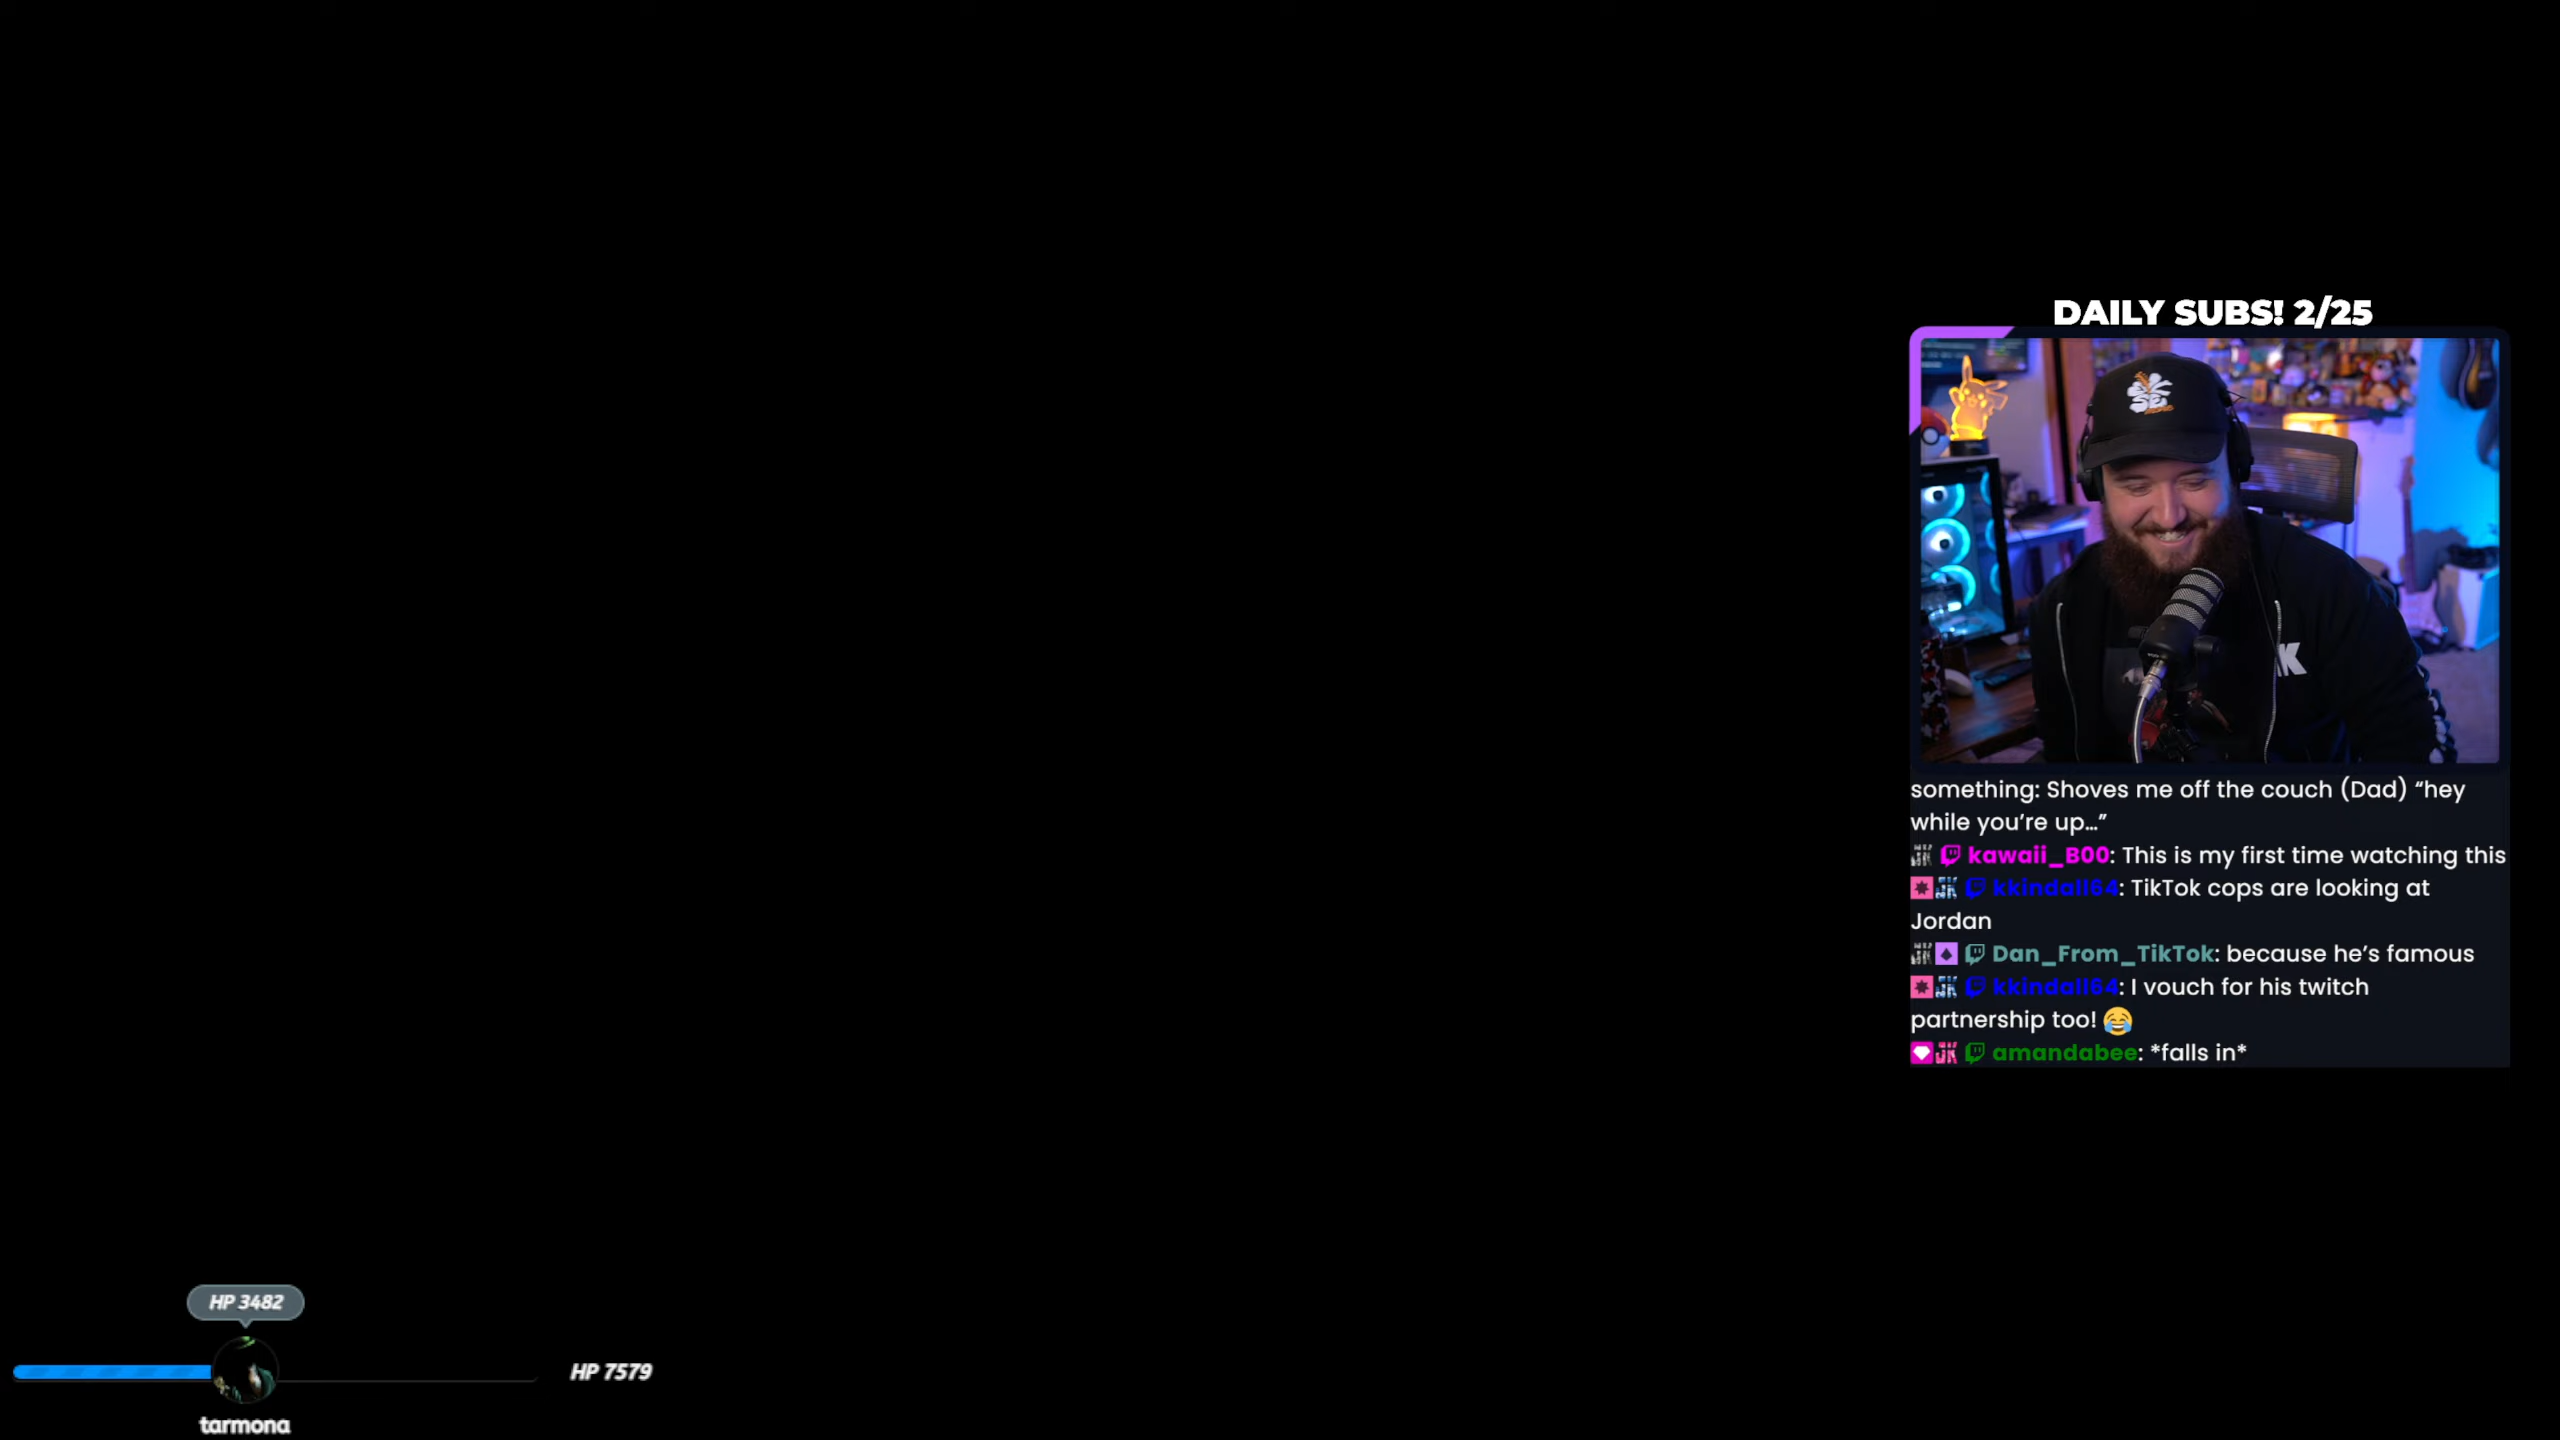 DAILY SUBS! 2/25
SE
K
something: Shoves me off the couch (Dad) “hey
while you’re up…”
kawaii_B00: This is my first time watching this
kkindall64: TikTok cops are looking at
Jordan
Dan_From_TikTok: because he’s famous
kkindall64: I vouch for his twitch
partnership too! 😂
amandabee: *falls in*
HP 3482
HP 7579
tarmona